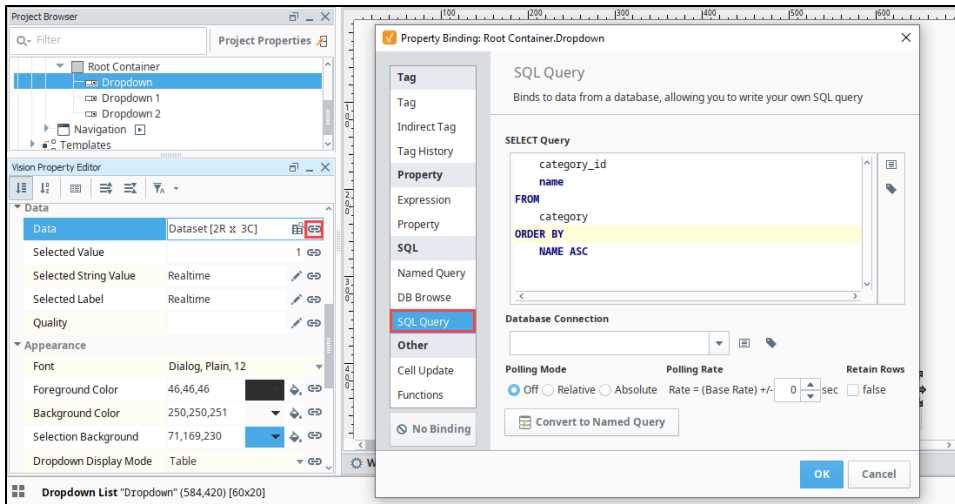 Project Browser
Filter
Project Properties
Root Container
Dropdown
Dropdown 1
Dropdown 2
Navigation
Templates
Vision Property Editor
Data
Data Dataset [2R x 3C]
Selected Value 1
Selected String Value Realtime
Selected Label Realtime
Quality
Appearance
Font Dialog, Plain, 12
Foreground Color 46,46,46
Background Color 250,250,251
Selection Background 71,169,230
Dropdown Display Mode Table
Dropdown List "Dropdown" (584,420) [60x20]
100 200 300 400 500 600
Property Binding: Root Container.Dropdown
Tag
Tag
Indirect Tag
Tag History
Property
Expression
Property
SQL
Named Query
DB Browse
SQL Query
Other
Cell Update
Functions
No Binding
SQL Query
Binds to data from a database, allowing you to write your own SQL query
SELECT Query
category_id
name
FROM
category
ORDER BY
NAME ASC
Database Connection
Polling Mode Polling Rate Retain Rows
Off Relative Absolute Rate = (Base Rate) +/- 0 sec false
Convert to Named Query
OK Cancel